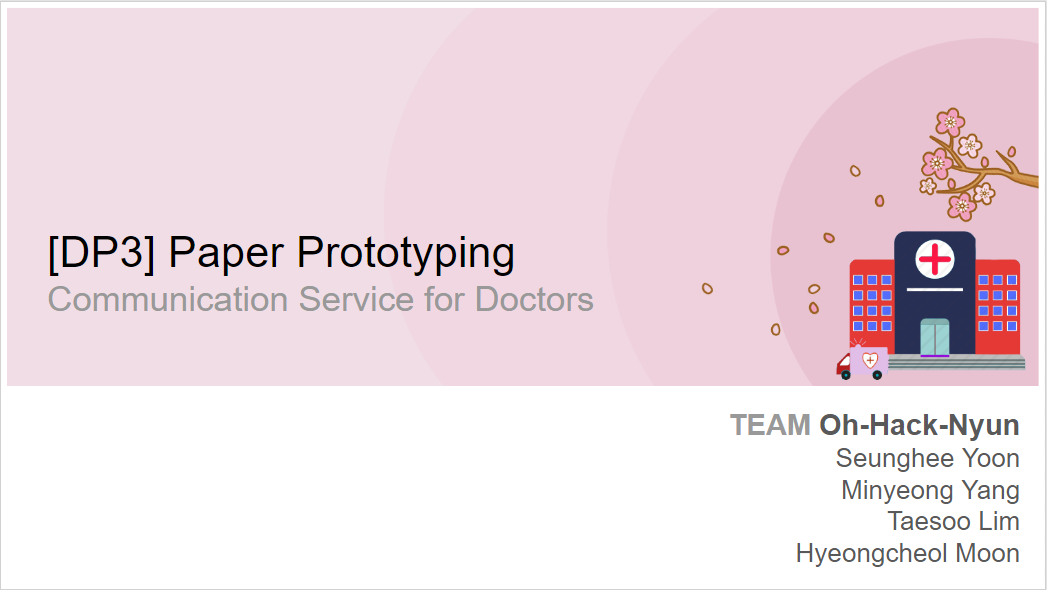 [DP3] Paper Prototyping
Communication Service for Doctors
TEAM Oh-Hack-Nyun
Seunghee Yoon
Minyeong Yang
Taesoo Lim
Hyeongcheol Moon